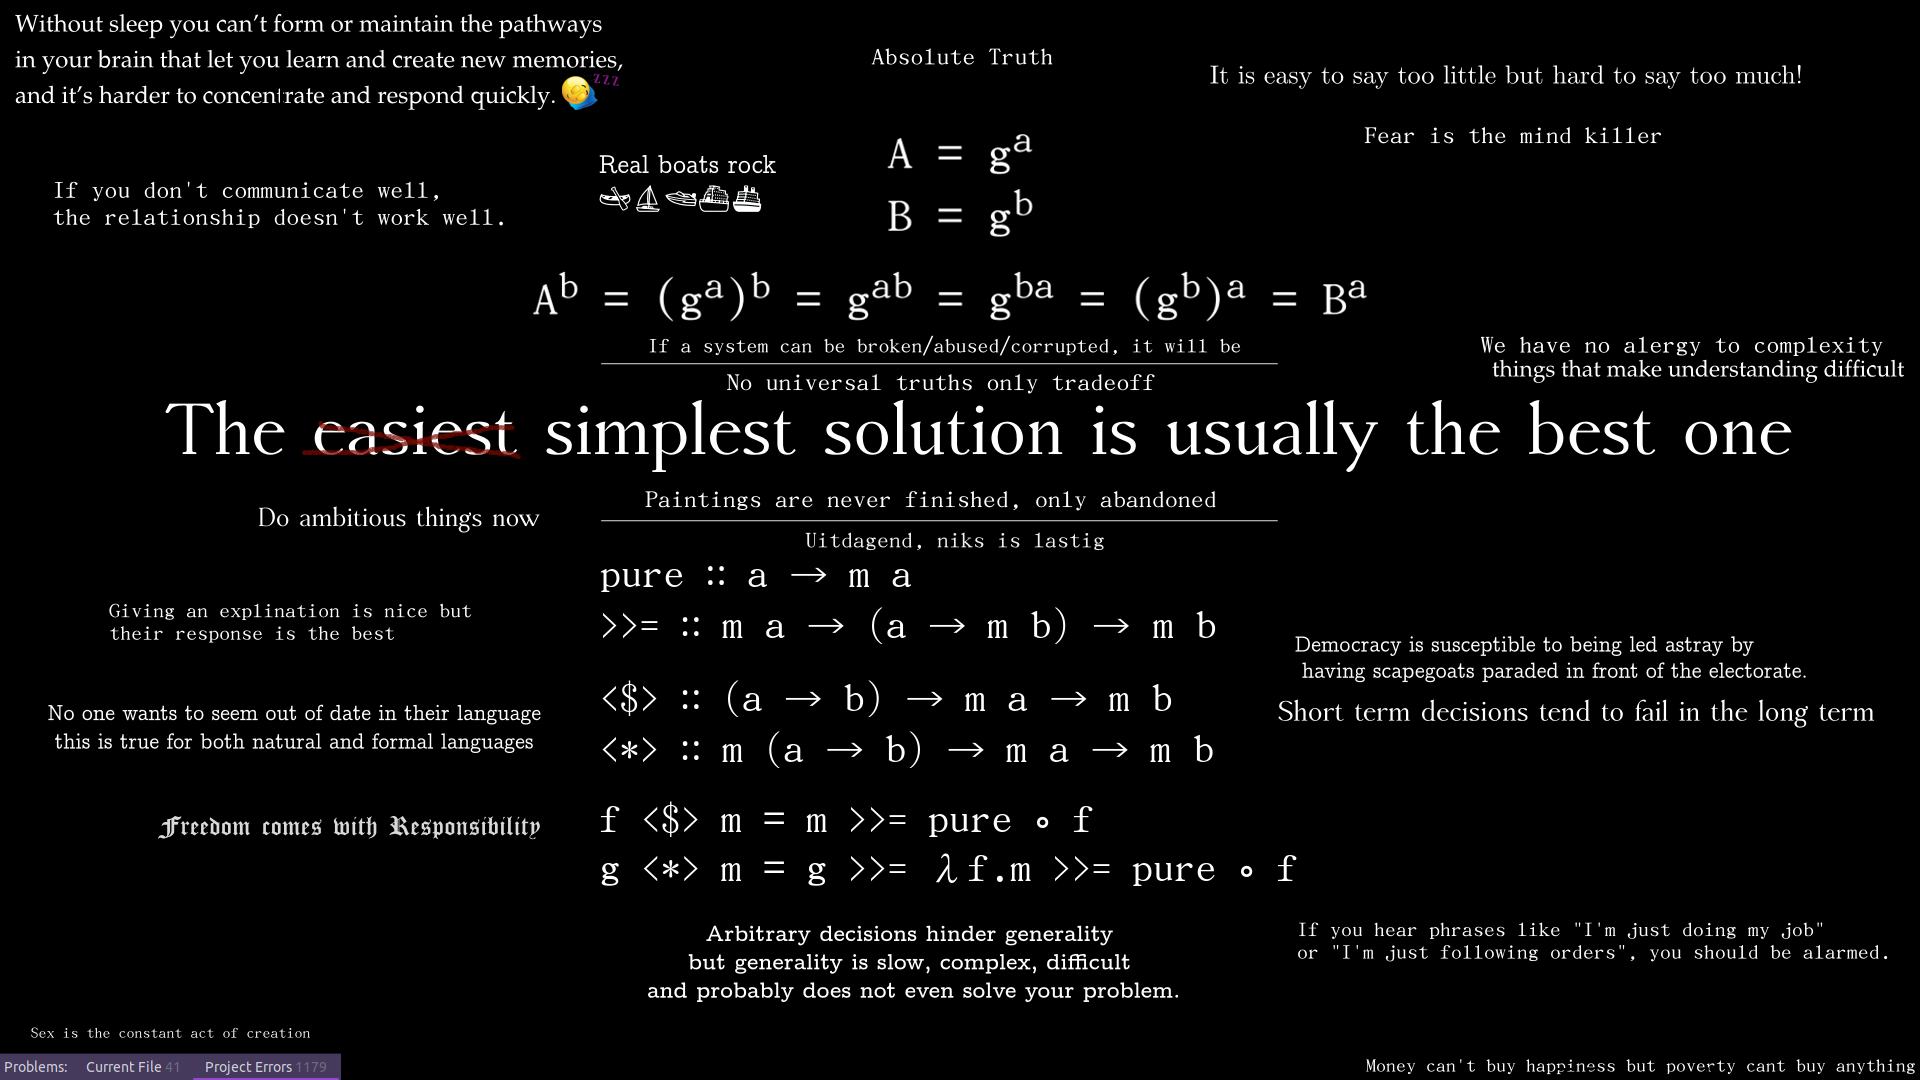 Without sleep you can’t form or maintain the pathways
in your brain that let you learn and create new memories,
and it’s harder to concentrate and respond quickly. 😴
zzz
Absolute Truth
It is easy to say too little but hard to say too much!
Fear is the mind killer
Real boats rock
If you don't communicate well,
the relationship doesn't work well.
A = gᵃ
B = gᵇ
Aᵇ = (gᵃ)ᵇ = gᵃᵇ = gᵇᵃ = (gᵇ)ᵃ = Bᵃ
If a system can be broken/abused/corrupted, it will be
No universal truths only tradeoff
We have no alergy to complexity
things that make understanding difficult
The easiest simplest solution is usually the best one
Paintings are never finished, only abandoned
Do ambitious things now
Uitdagend, niks is lastig
pure :: a → m a
>>= :: m a → (a → m b) → m b
<$> :: (a → b) → m a → m b
<*> :: m (a → b) → m a → m b
f <$> m = m >>= pure ∘ f
g <*> m = g >>= λf.m >>= pure ∘ f
Giving an explination is nice but
their response is the best
No one wants to seem out of date in their language
this is true for both natural and formal languages
Freedom comes with Responsibility
Democracy is susceptible to being led astray by
having scapegoats paraded in front of the electorate.
Short term decisions tend to fail in the long term
Arbitrary decisions hinder generality
but generality is slow, complex, difficult
and probably does not even solve your problem.
If you hear phrases like "I'm just doing my job"
or "I'm just following orders", you should be alarmed.
Sex is the constant act of creation
Problems: Current File 41 Project Errors 1179
Money can't buy happiness but poverty cant buy anything